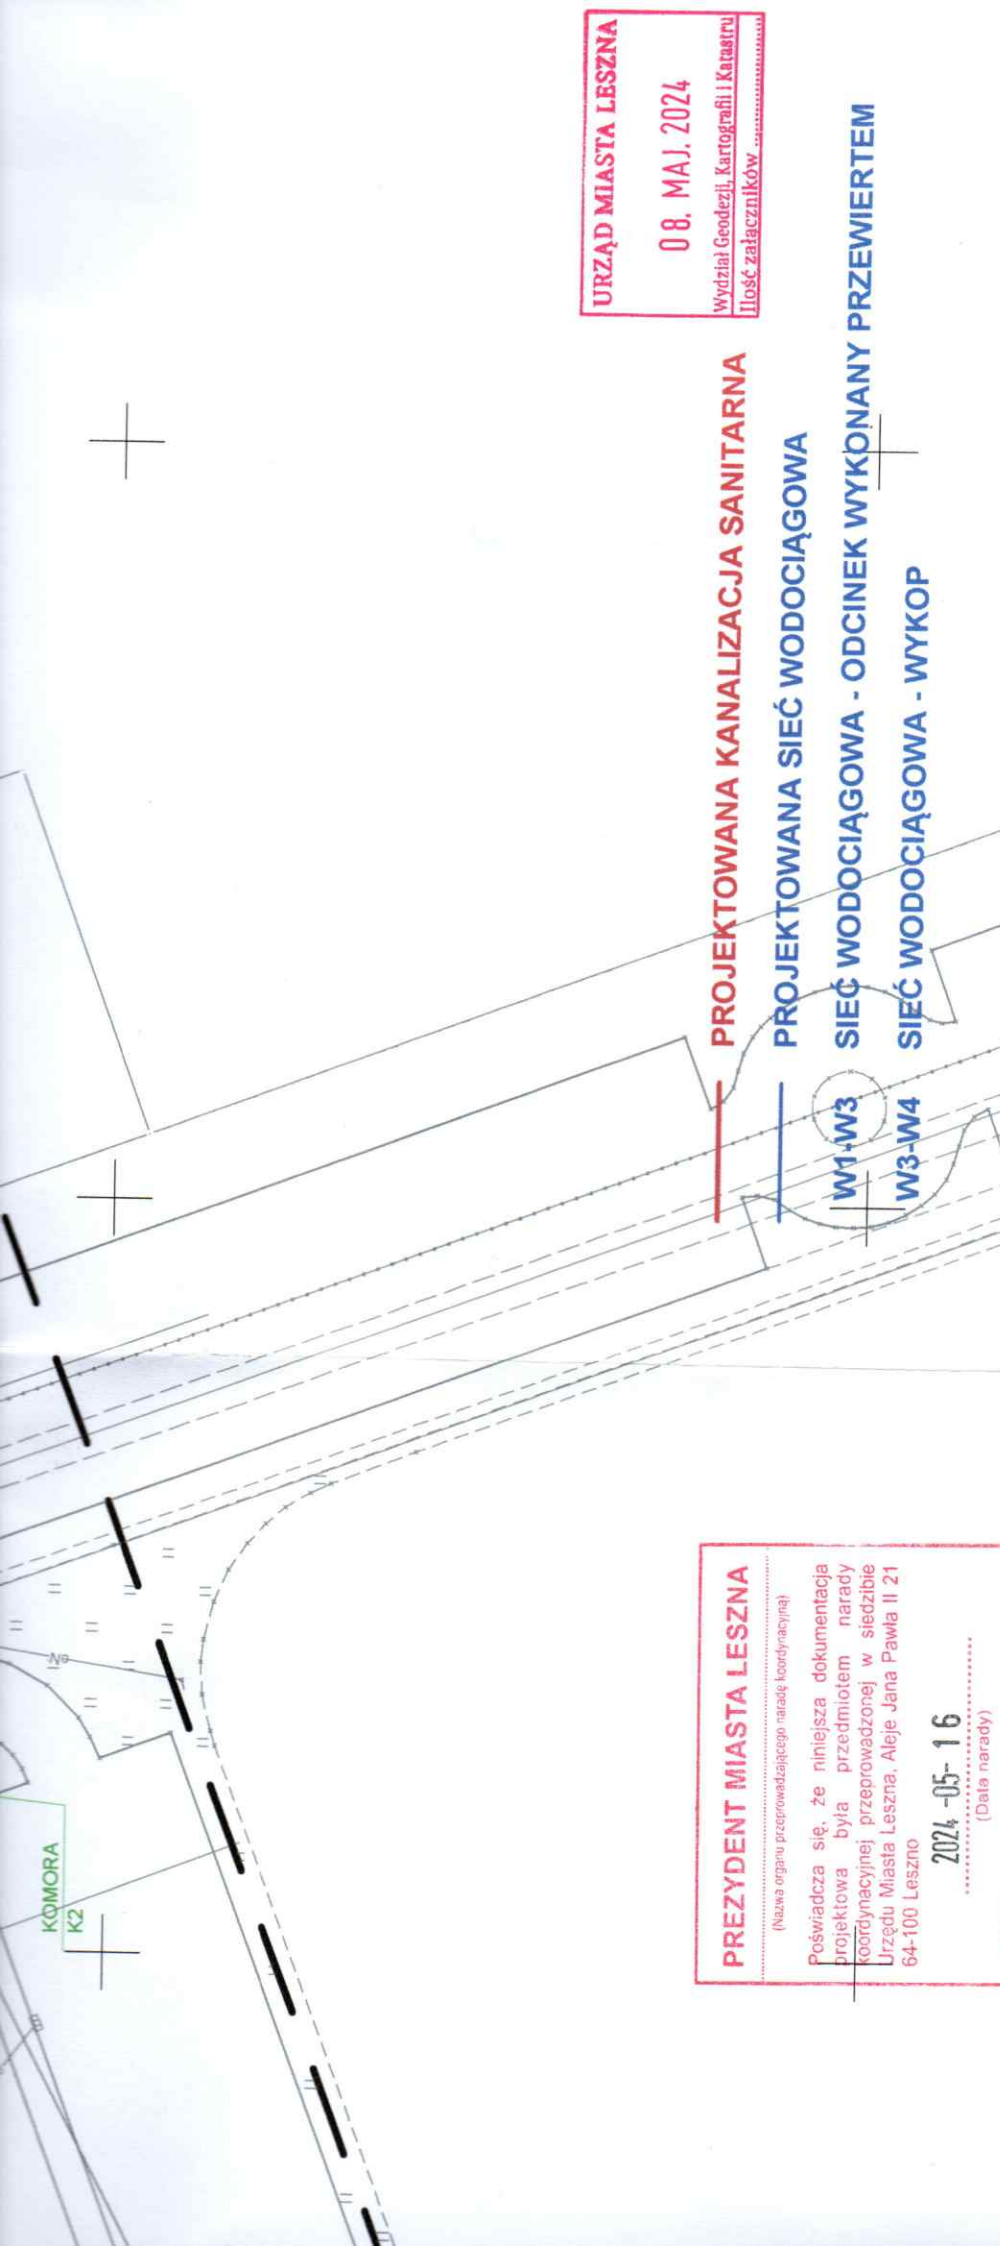 URZĄD MIASTA LESZNA
08. MAJ. 2024
Wydział Geodezji, Kartografii i Katastru
Ilość załączników
PROJEKTOWANA KANALIZACJA SANITARNA
PROJEKTOWANA SIEĆ WODOCIĄGOWA
W1-W3 SIEĆ WODOCIĄGOWA - ODCINEK WYKONANY PRZEWIERTEM
W3-W4 SIEĆ WODOCIĄGOWA - WYKOP
KOMORA
K2
PREZYDENT MIASTA LESZNA
(Nazwa organu przeprowadzającego naradę koordynacyjną)
Poświadcza się, że niniejsza dokumentacja
projektowa była przedmiotem narady
koordynacyjnej przeprowadzonej w siedzibie
Urzędu Miasta Leszna, Aleje Jana Pawła II 21
64-100 Leszno
2024 -05- 16
(Data narady)